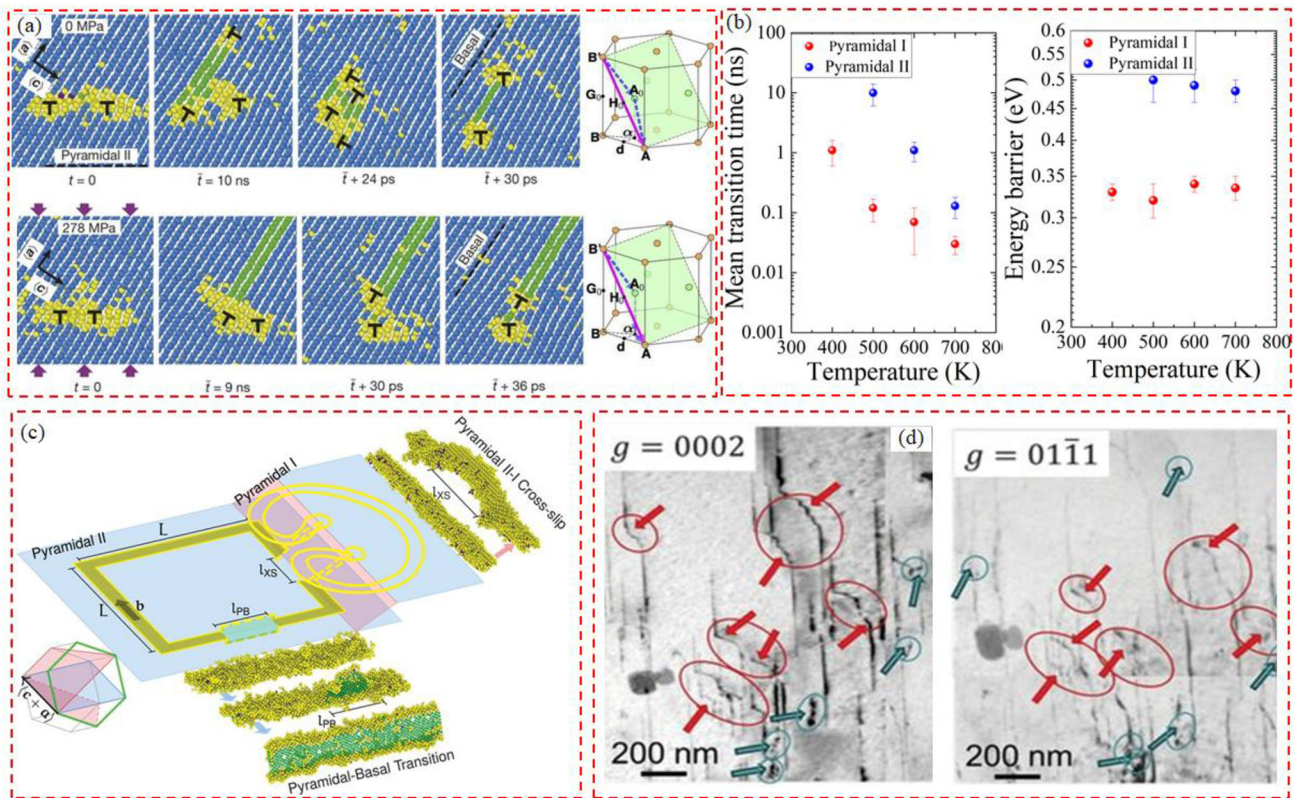 (a)
0 MPa
⟨a⟩
⟨c⟩
T T
Pyramidal II
t = 0
T
T
t̄ = 10 ns
T
T
T
t̄ + 24 ps
Basal
T
T
t̄ + 30 ps
B'
G₀
A₀
H₀
B
α
d
A
278 MPa
⟨a⟩
⟨c⟩
T T
t = 0
T
T
t̄ = 9 ns
T
T
t̄ + 30 ps
Basal
T
T
t̄ + 36 ps
B'
G₀
A₀
H₀
B
α
d
A
(b)
Mean transition time (ns)
100
10
1
0.1
0.01
0.001
Pyramidal I
Pyramidal II
300 400 500 600 700 80
Temperature (K)
Energy barrier (eV)
0.6
0.55
0.5
0.45
0.4
0.35
0.3
0.25
0.2
Pyramidal I
Pyramidal II
300 400 500 600 700 800
Temperature (K)
(c)
Pyramidal II
Pyramidal I
L
L
b
lXS
lPB
lXS
Pyramidal II-I Cross-slip
⟨c + a⟩
lPB
Pyramidal-Basal Transition
(d)
g = 0002
200 nm
g = 011̄1
200 nm